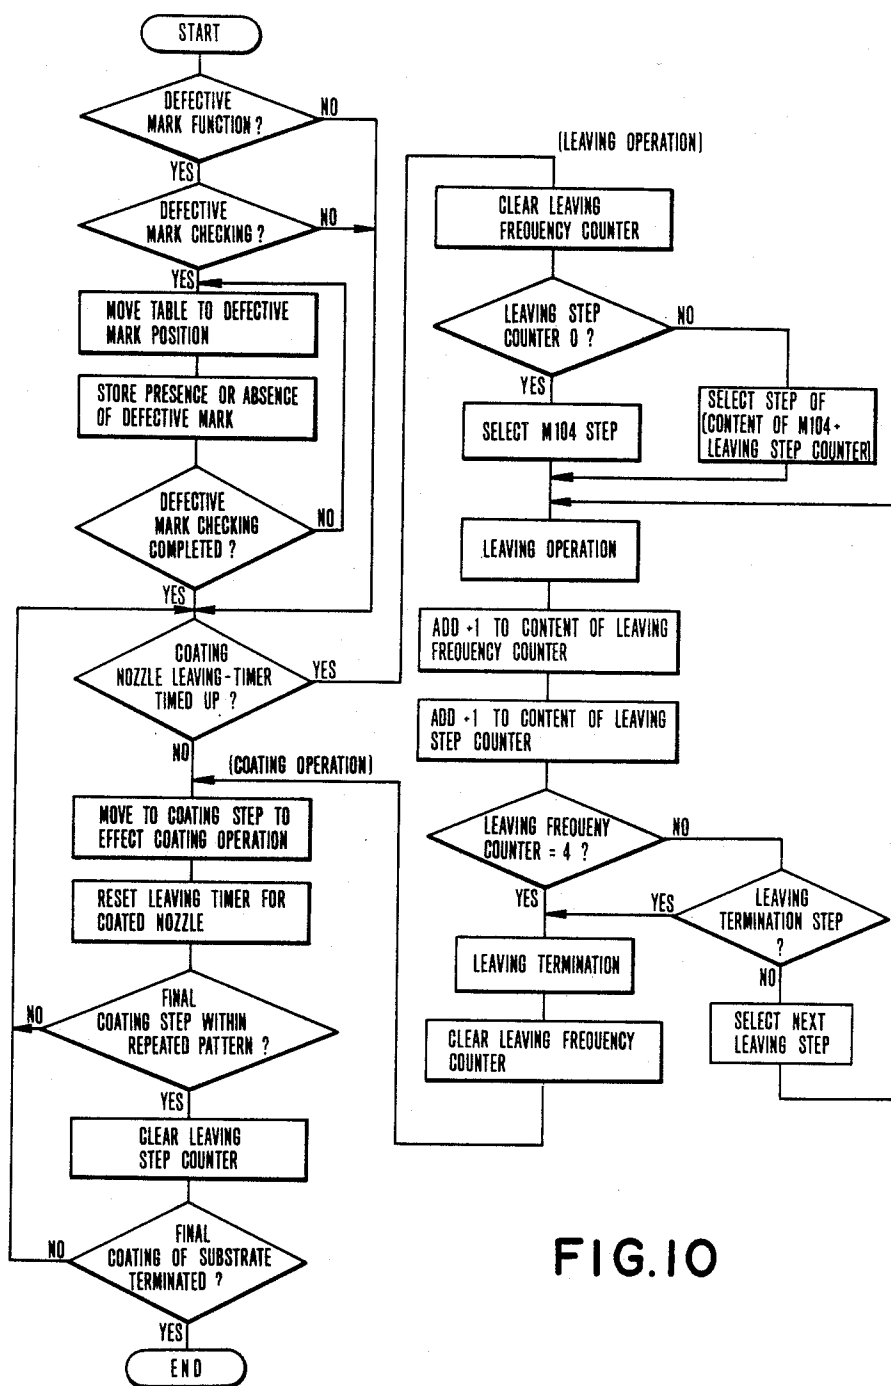 START
DEFECTIVE
MARK FUNCTION?
NO
YES
DEFECTIVE
MARK CHECKING?
NO
YES
MOVE TABLE TO DEFECTIVE
MARK POSITION
STORE PRESENCE OR ABSENCE
OF DEFECTIVE MARK
DEFECTIVE
MARK CHECKING
COMPLETED ?
NO
YES
COATING
NOZZLE LEAVING-TIMER
TIMED UP ?
YES
NO
(COATING OPERATION)
MOVE TO COATING STEP TO
EFFECT COATING OPERATION
RESET LEAVING TIMER FOR
COATED NOZZLE
FINAL
COATING STEP WITHIN
REPEATED PATTERN ?
NO
YES
CLEAR LEAVING
STEP COUNTER
FINAL
COATING OF SUBSTRATE
TERMINATED ?
NO
YES
END
(LEAVING OPERATION)
CLEAR LEAVING
FREQUENCY COUNTER
LEAVING STEP
COUNTER 0 ?
NO
YES
SELECT M104 STEP
SELECT STEP OF
(CONTENT OF M104+
LEAVING STEP COUNTER)
LEAVING OPERATION
ADD +1 TO CONTENT OF LEAVING
FREQUENCY COUNTER
ADD +1 TO CONTENT OF LEAVING
STEP COUNTER
LEAVING FREQUENY
COUNTER = 4 ?
NO
YES
LEAVING
TERMINATION STEP
?
YES
NO
LEAVING TERMINATION
SELECT NEXT
LEAVING STEP
CLEAR LEAVING FREQUENCY
COUNTER
FIG.10